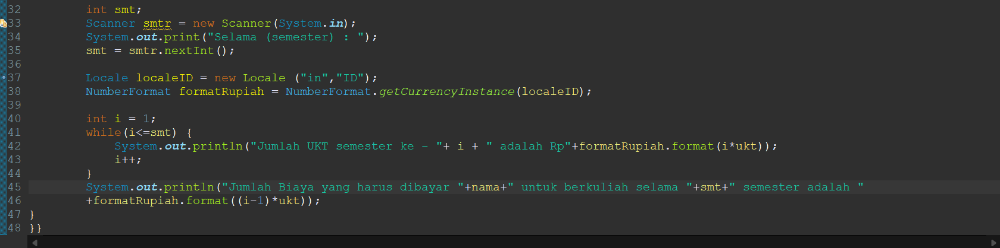 32 int smt;
33 Scanner smtr = new Scanner(System.in);
34 System.out.print("Selama (semester) : ");
35 smt = smtr.nextInt();
36
37 Locale localeID = new Locale ("in","ID");
38 NumberFormat formatRupiah = NumberFormat.getCurrencyInstance(localeID);
39
40 int i = 1;
41 while(i<=smt) {
42 System.out.println("Jumlah UKT semester ke - "+ i + " adalah Rp"+formatRupiah.format(i*ukt));
43 i++;
44 }
45 System.out.println("Jumlah Biaya yang harus dibayar "+nama+" untuk berkuliah selama "+smt+" semester adalah "
46 +formatRupiah.format((i-1)*ukt));
47 }
48 }}